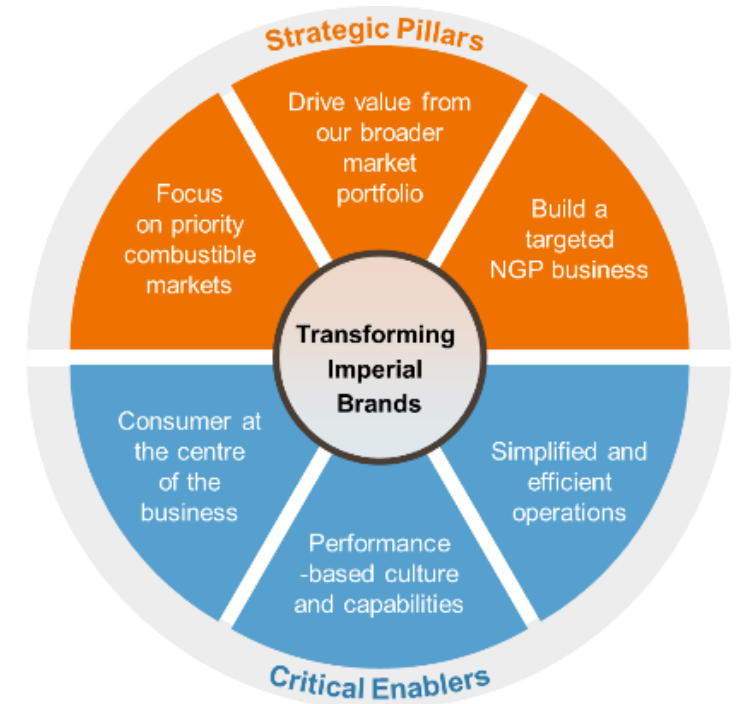 Strategic Pillars
Drive value from
our broader
market
portfolio
Focus
on priority
combustible
markets
Build a
targeted
NGP business
Transforming
Imperial
Brands
Consumer at
the centre
of the
business
Simplified and
efficient
operations
Performance
-based culture
and capabilities
Critical Enablers